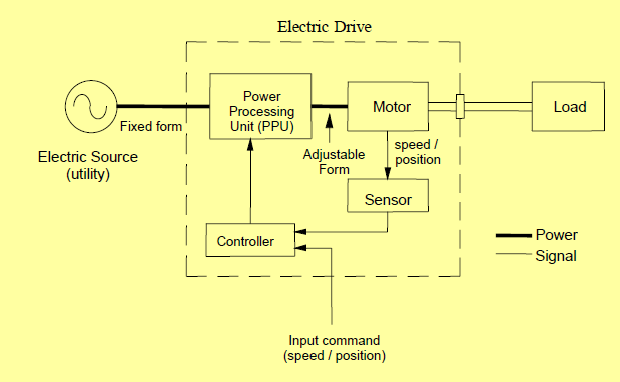 Electric Drive
Power
Processing
Unit (PPU)
Motor
Load
Fixed form
Adjustable
Form
speed /
position
Electric Source
(utility)
Sensor
Controller
Power
Signal
Input command
(speed / position)